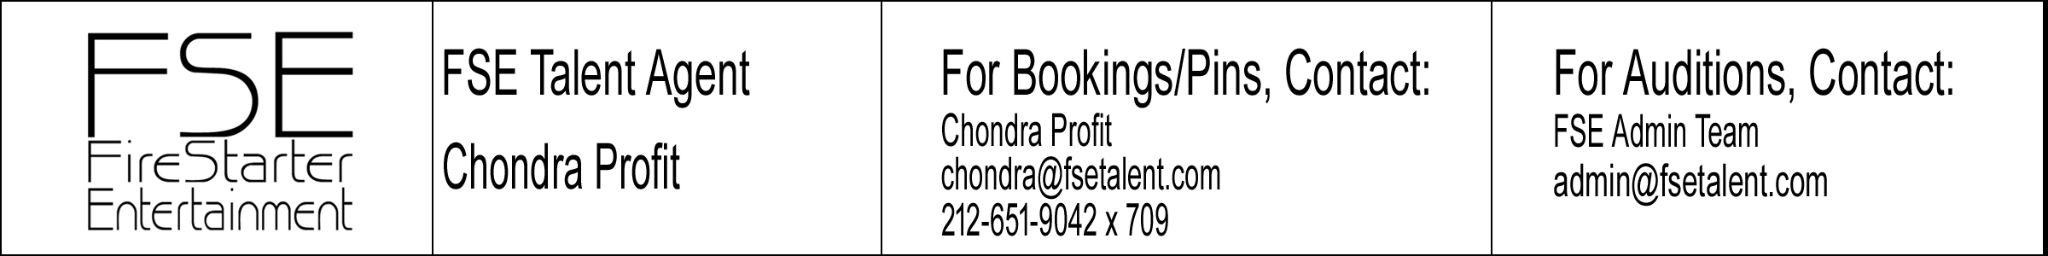 FSE
FireStarter
Entertainment
FSE Talent Agent
Chondra Profit
For Bookings/Pins, Contact:
Chondra Profit
chondra@fsetalent.com
212-651-9042 x 709
For Auditions, Contact:
FSE Admin Team
admin@fsetalent.com